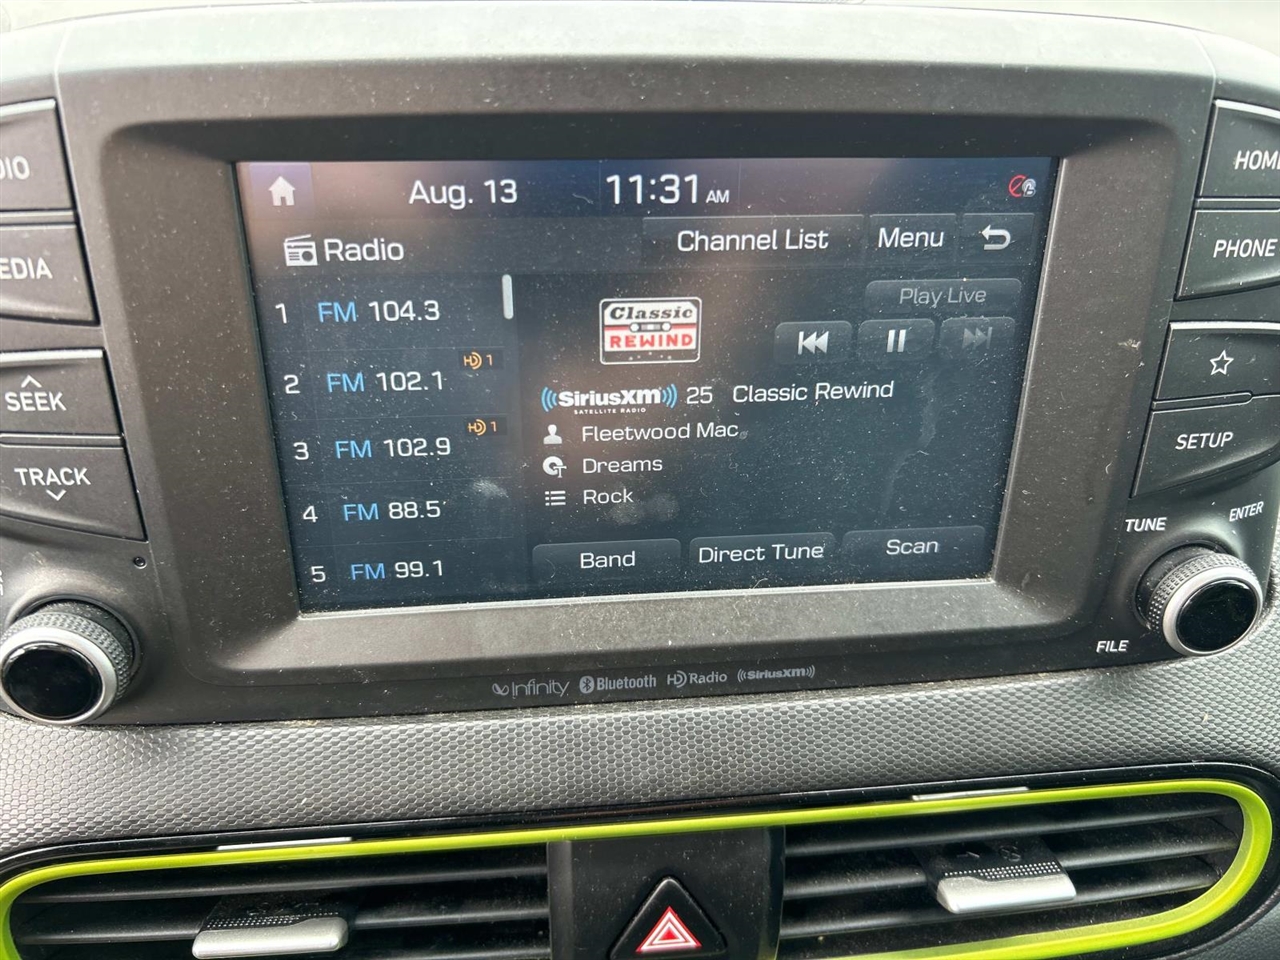 Aug. 13 11:31 AM
Radio Channel List Menu
1 FM 104.3
2 FM 102.1 HD 1
3 FM 102.9 HD 1
4 FM 88.5
5 FM 99.1
Classic
REWIND
Play Live
SiriusXm 25 Classic Rewind
SATELLITE RADIO
Fleetwood Mac
Dreams
Rock
Band Direct Tune Scan
DIO
EDIA
SEEK
TRACK
HOME
PHONE
SETUP
TUNE
ENTER
FILE
Infinity Bluetooth HD Radio SiriusXm